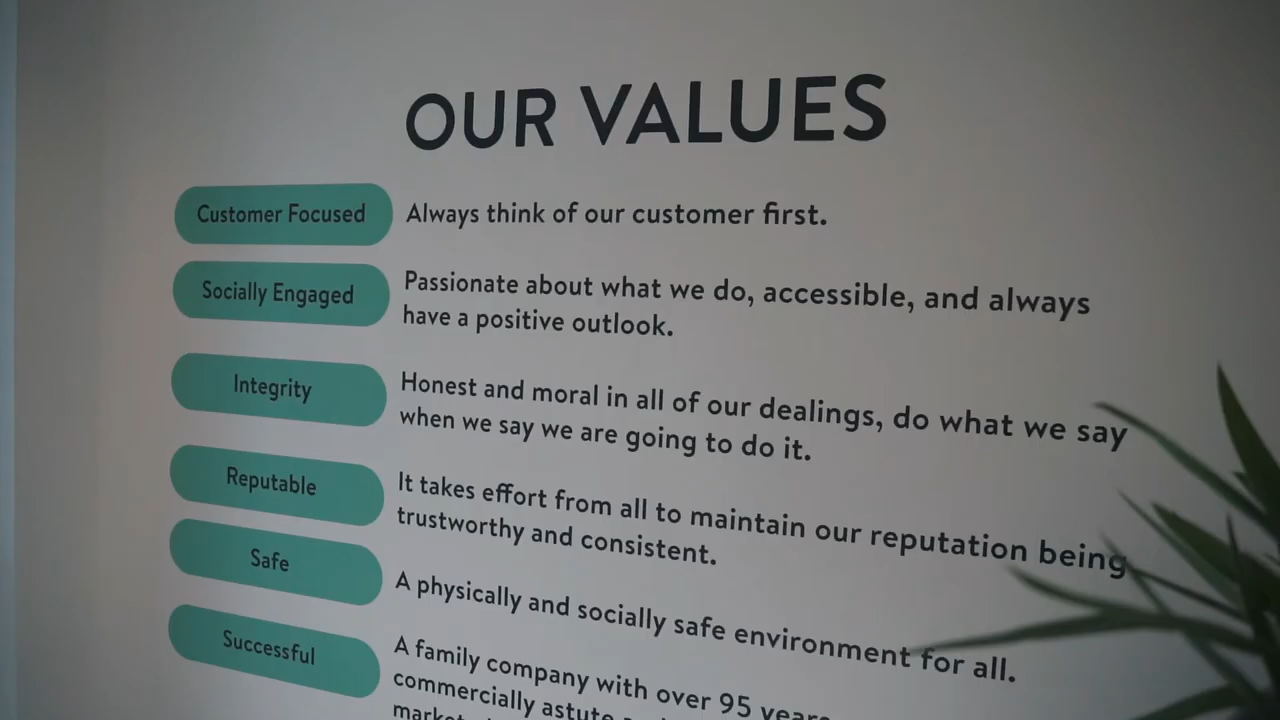 OUR VALUES
Customer Focused
Always think of our customer first.
Socially Engaged
Passionate about what we do, accessible, and always
have a positive outlook.
Integrity
Honest and moral in all of our dealings, do what we say
when we say we are going to do it.
Reputable
It takes effort from all to maintain our reputation being
trustworthy and consistent.
Safe
A physically and socially safe environment for all.
Successful
A family company with over 95 years
commercially astute